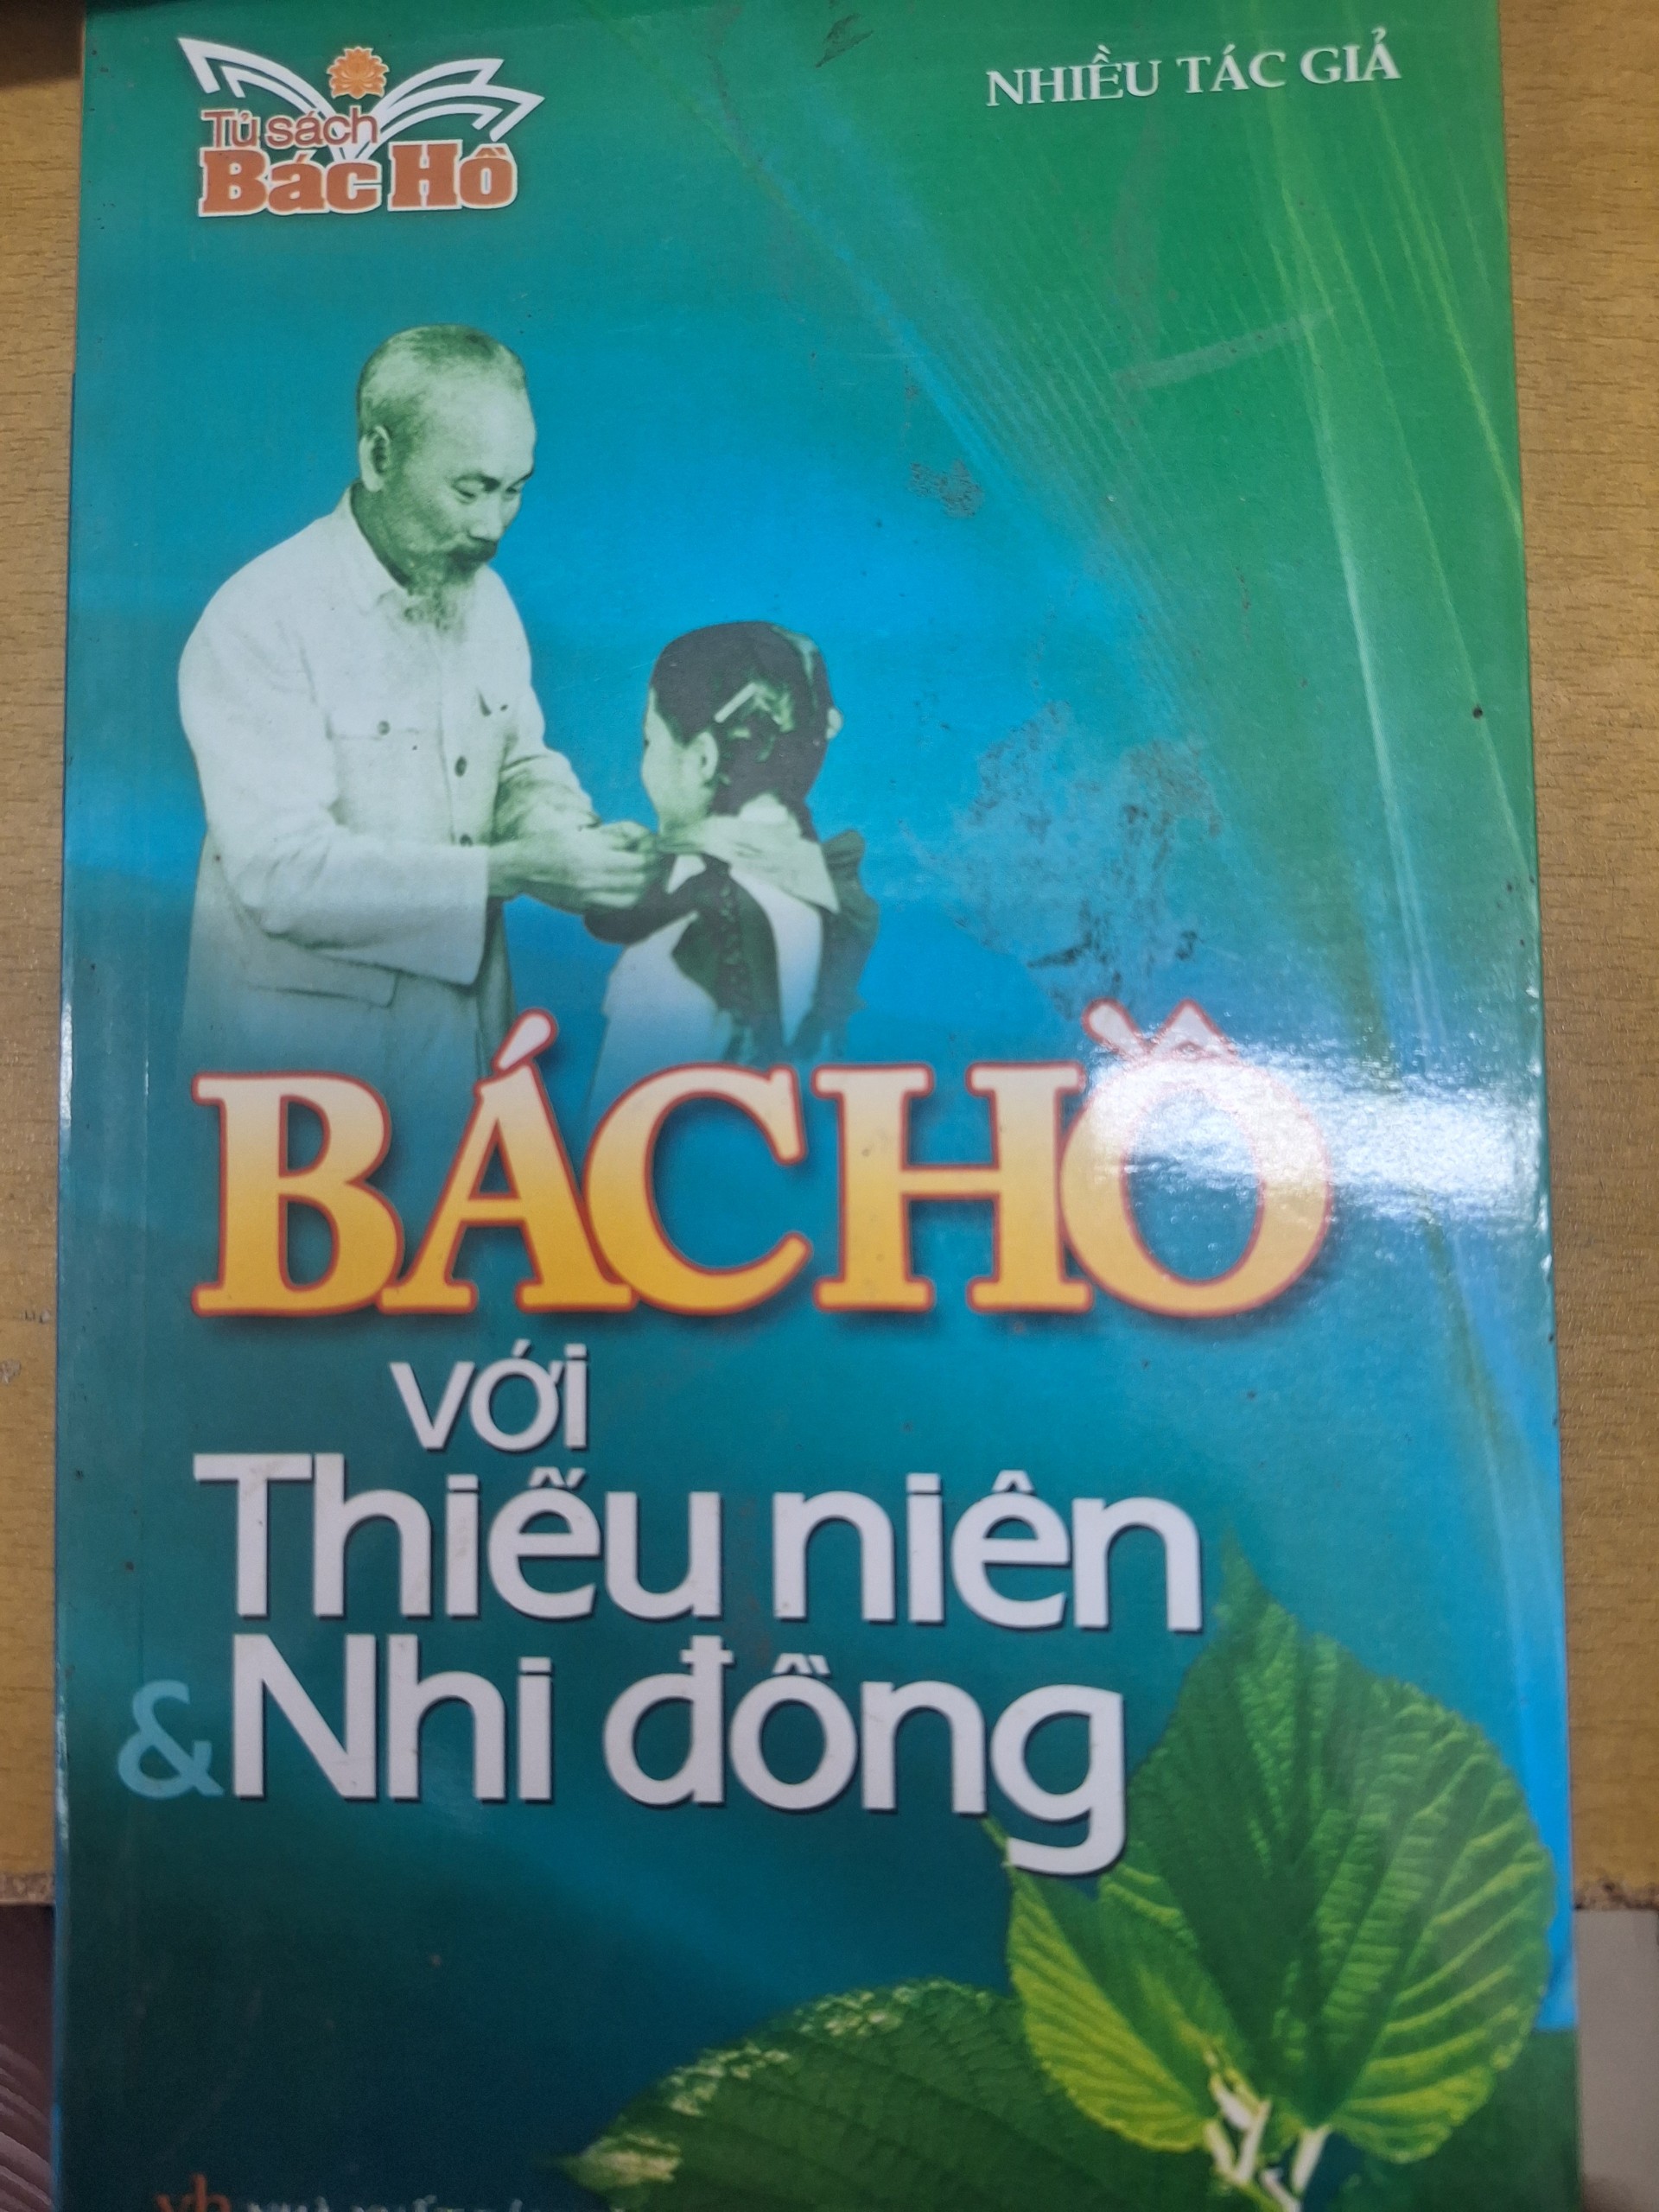 Tủ sách
Bác Hồ
NHIỀU TÁC GIẢ
BÁC HỒ
với
Thiếu niên
& Nhi đồng